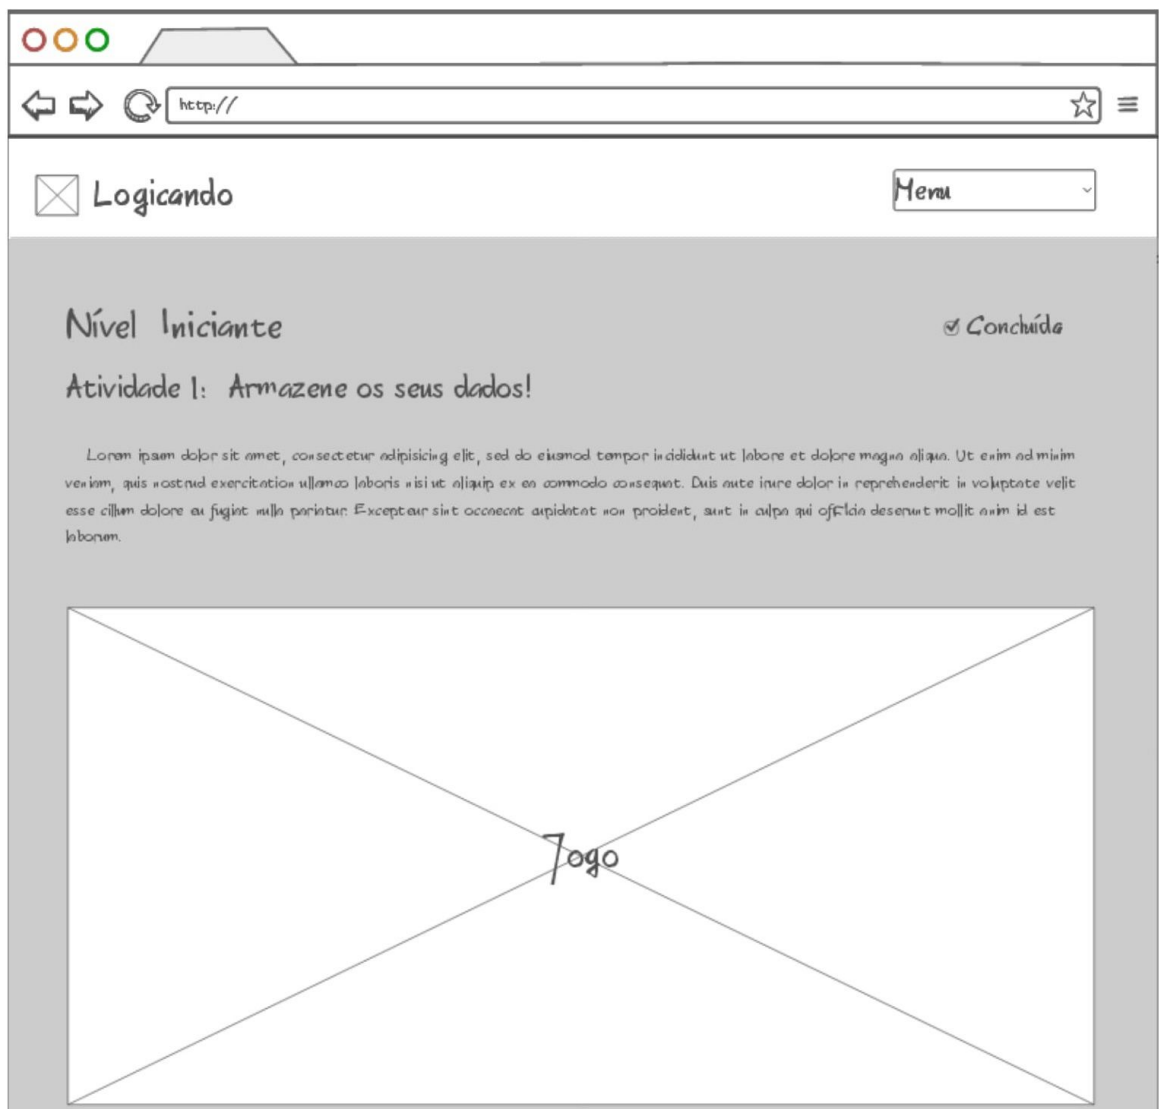 http://
Logicando
Menu
Nível Iniciante
Concluída
Atividade 1: Armazene os seus dados!
Lorem ipsum dolor sit amet, consectetur adipisicing elit, sed do eiusmod tempor incididunt ut labore et dolore magna aliqua. Ut enim ad minim
veniam, quis nostrud exercitation ullamco laboris nisi ut aliquip ex ea commodo consequat. Duis aute irure dolor in reprehenderit in voluptate velit
esse cillum dolore eu fugiat nulla pariatur. Excepteur sint occaecat cupidatat non proident, sunt in culpa qui officia deserunt mollit anim id est
laborum.
Jogo